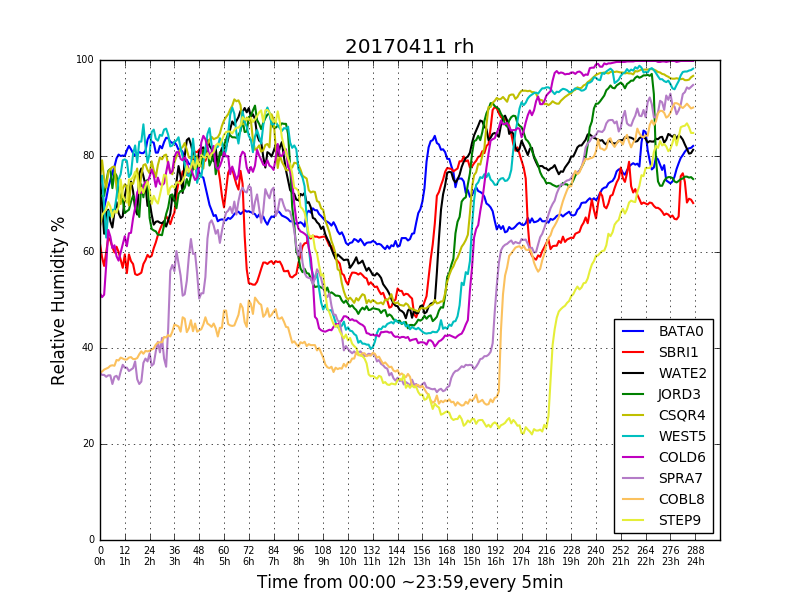 20170411 rh
Relative Humidity %
100
80
60
40
20
0
0 12 24 36 48 60 72 84 96 108 120 132 144 156 168 180 192 204 216 228 240 252 264 276 288
0h 1h 2h 3h 4h 5h 6h 7h 8h 9h 10h 11h 12h 13h 14h 15h 16h 17h 18h 19h 20h 21h 22h 23h 24h
Time from 00:00 ~23:59,every 5min
BATA0
SBRI1
WATE2
JORD3
CSQR4
WEST5
COLD6
SPRA7
COBL8
STEP9